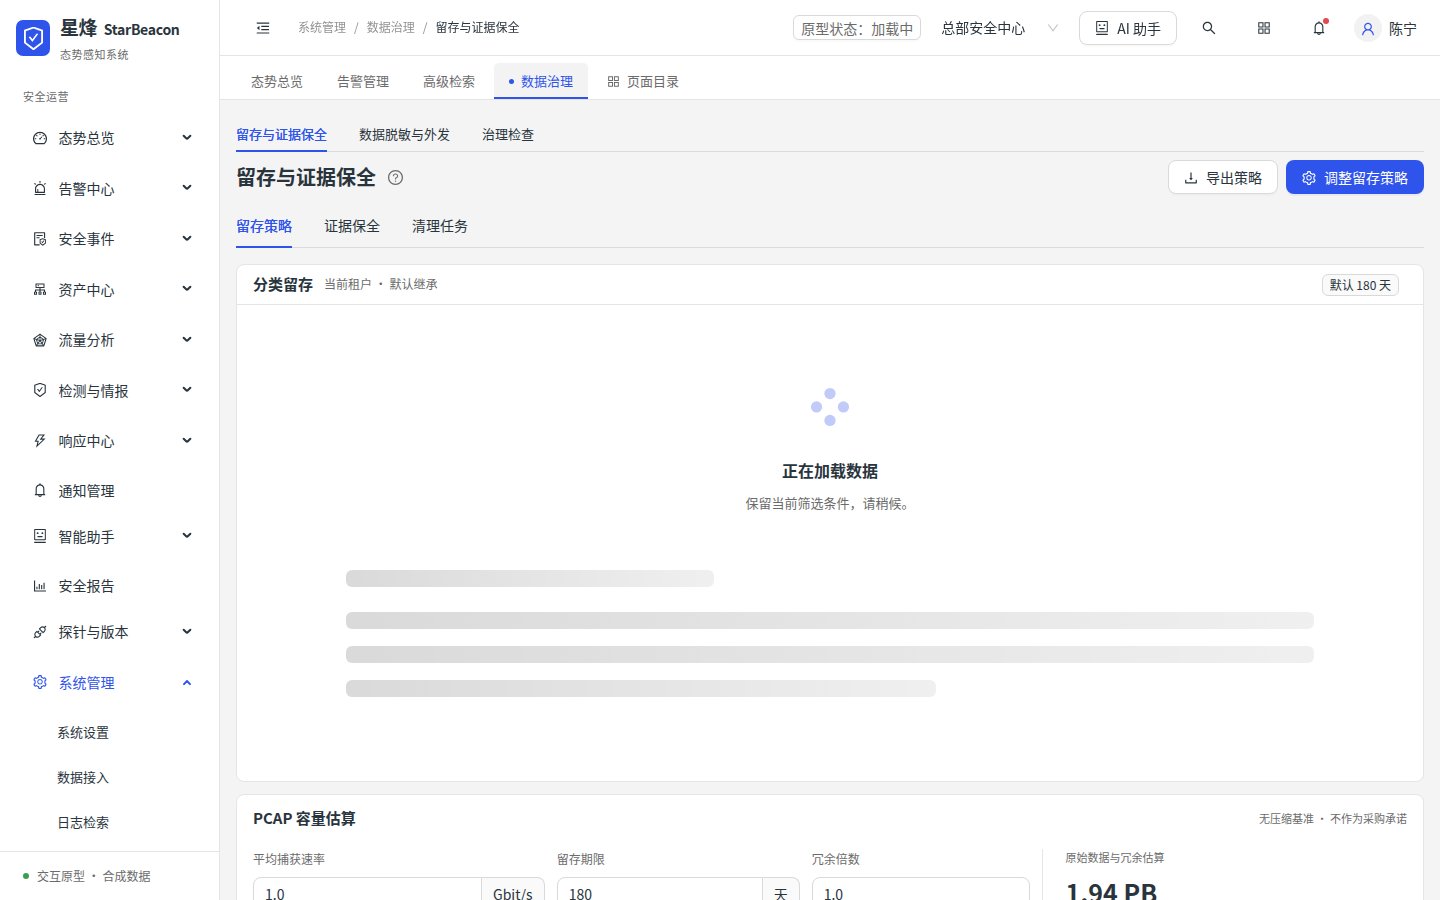 星烽 StarBeacon
态势感知系统
安全运营
态势总览
告警中心
安全事件
资产中心
流量分析
检测与情报
响应中心
通知管理
智能助手
安全报告
探针与版本
系统管理
系统设置
数据接入
日志检索
交互原型 · 合成数据
系统管理 / 数据治理 / 留存与证据保全
原型状态：加载中
总部安全中心
AI 助手
陈宁
态势总览
告警管理
高级检索
数据治理
页面目录
留存与证据保全
数据脱敏与外发
治理检查
留存与证据保全
导出策略
调整留存策略
留存策略
证据保全
清理任务
分类留存 当前租户 · 默认继承
默认 180 天
正在加载数据
保留当前筛选条件，请稍候。
PCAP 容量估算
无压缩基准 · 不作为采购承诺
平均捕获速率
留存期限
冗余倍数
原始数据与冗余估算
1.0 Gbit/s
180 天
1.0
1.94 PB